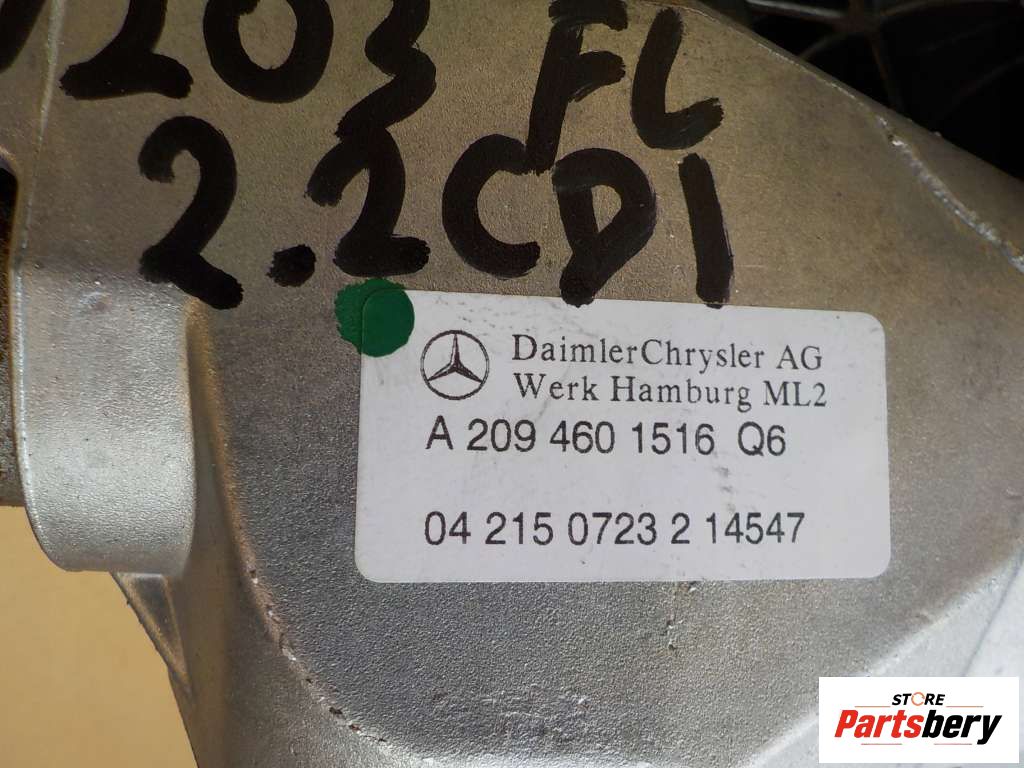 203 FL
2.2CDI
DaimlerChrysler AG
Werk Hamburg ML2
A 209 460 1516 Q6
04 215 0723 2 14547
STORE
Partsbery